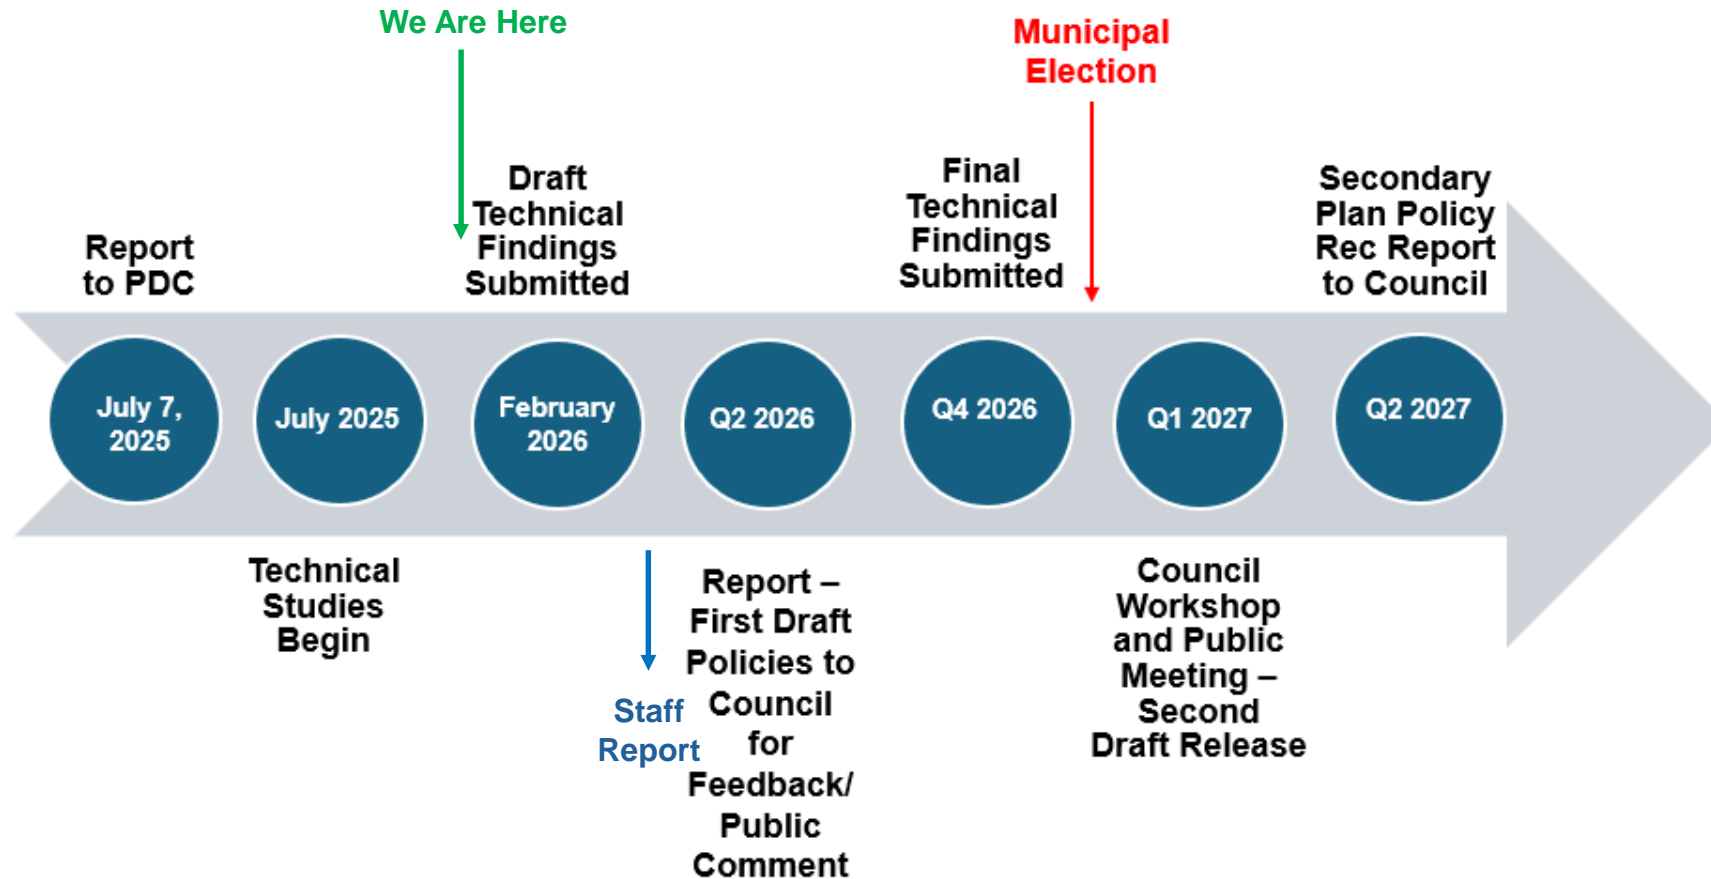 We Are Here
Municipal
Election
Report
to PDC
Draft
Technical
Findings
Submitted
Final
Technical
Findings
Submitted
Secondary
Plan Policy
Rec Report
to Council
July 7,
2025
July 2025
February
2026
Q2 2026
Q4 2026
Q1 2027
Q2 2027
Technical
Studies
Begin
Staff
Report
Report –
First Draft
Policies to
Council
for
Feedback/
Public
Comment
Council
Workshop
and Public
Meeting –
Second
Draft Release